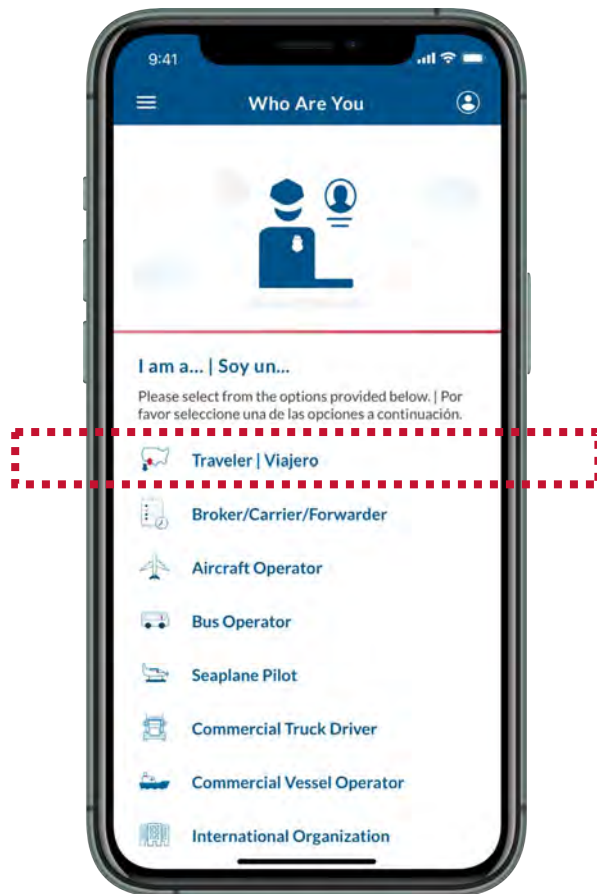 9:41
Who Are You
I am a... | Soy un...
Please select from the options provided below. | Por
favor seleccione una de las opciones a continuación.
Traveler | Viajero
Broker/Carrier/Forwarder
Aircraft Operator
Bus Operator
Seaplane Pilot
Commercial Truck Driver
Commercial Vessel Operator
International Organization